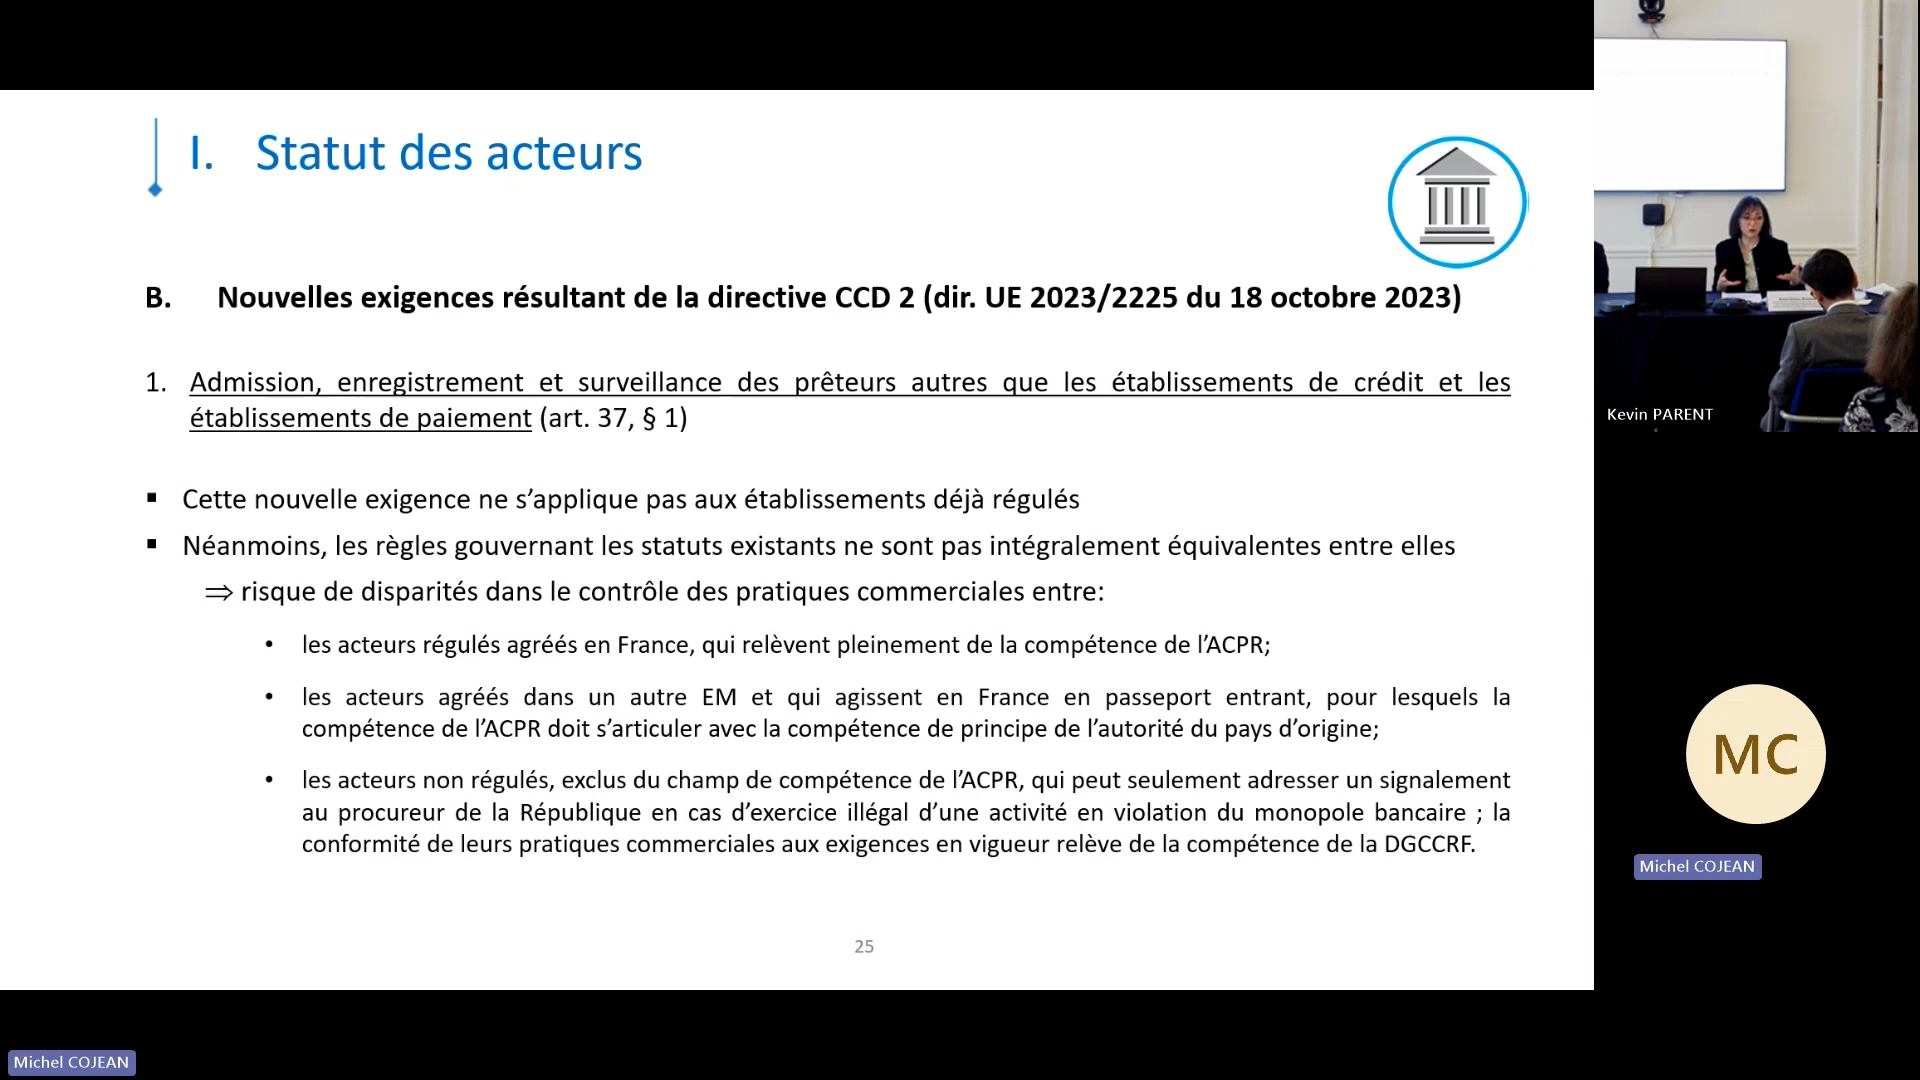 I. Statut des acteurs
B. Nouvelles exigences résultant de la directive CCD 2 (dir. UE 2023/2225 du 18 octobre 2023)
1. Admission, enregistrement et surveillance des prêteurs autres que les établissements de crédit et les
établissements de paiement (art. 37, § 1)
▪ Cette nouvelle exigence ne s’applique pas aux établissements déjà régulés
▪ Néanmoins, les règles gouvernant les statuts existants ne sont pas intégralement équivalentes entre elles
⇒ risque de disparités dans le contrôle des pratiques commerciales entre:
• les acteurs régulés agréés en France, qui relèvent pleinement de la compétence de l’ACPR;
• les acteurs agréés dans un autre EM et qui agissent en France en passeport entrant, pour lesquels la
compétence de l’ACPR doit s’articuler avec la compétence de principe de l’autorité du pays d’origine;
• les acteurs non régulés, exclus du champ de compétence de l’ACPR, qui peut seulement adresser un signalement
au procureur de la République en cas d’exercice illégal d’une activité en violation du monopole bancaire ; la
conformité de leurs pratiques commerciales aux exigences en vigueur relève de la compétence de la DGCCRF.
25
Kevin PARENT
MC
Michel COJEAN
Michel COJEAN